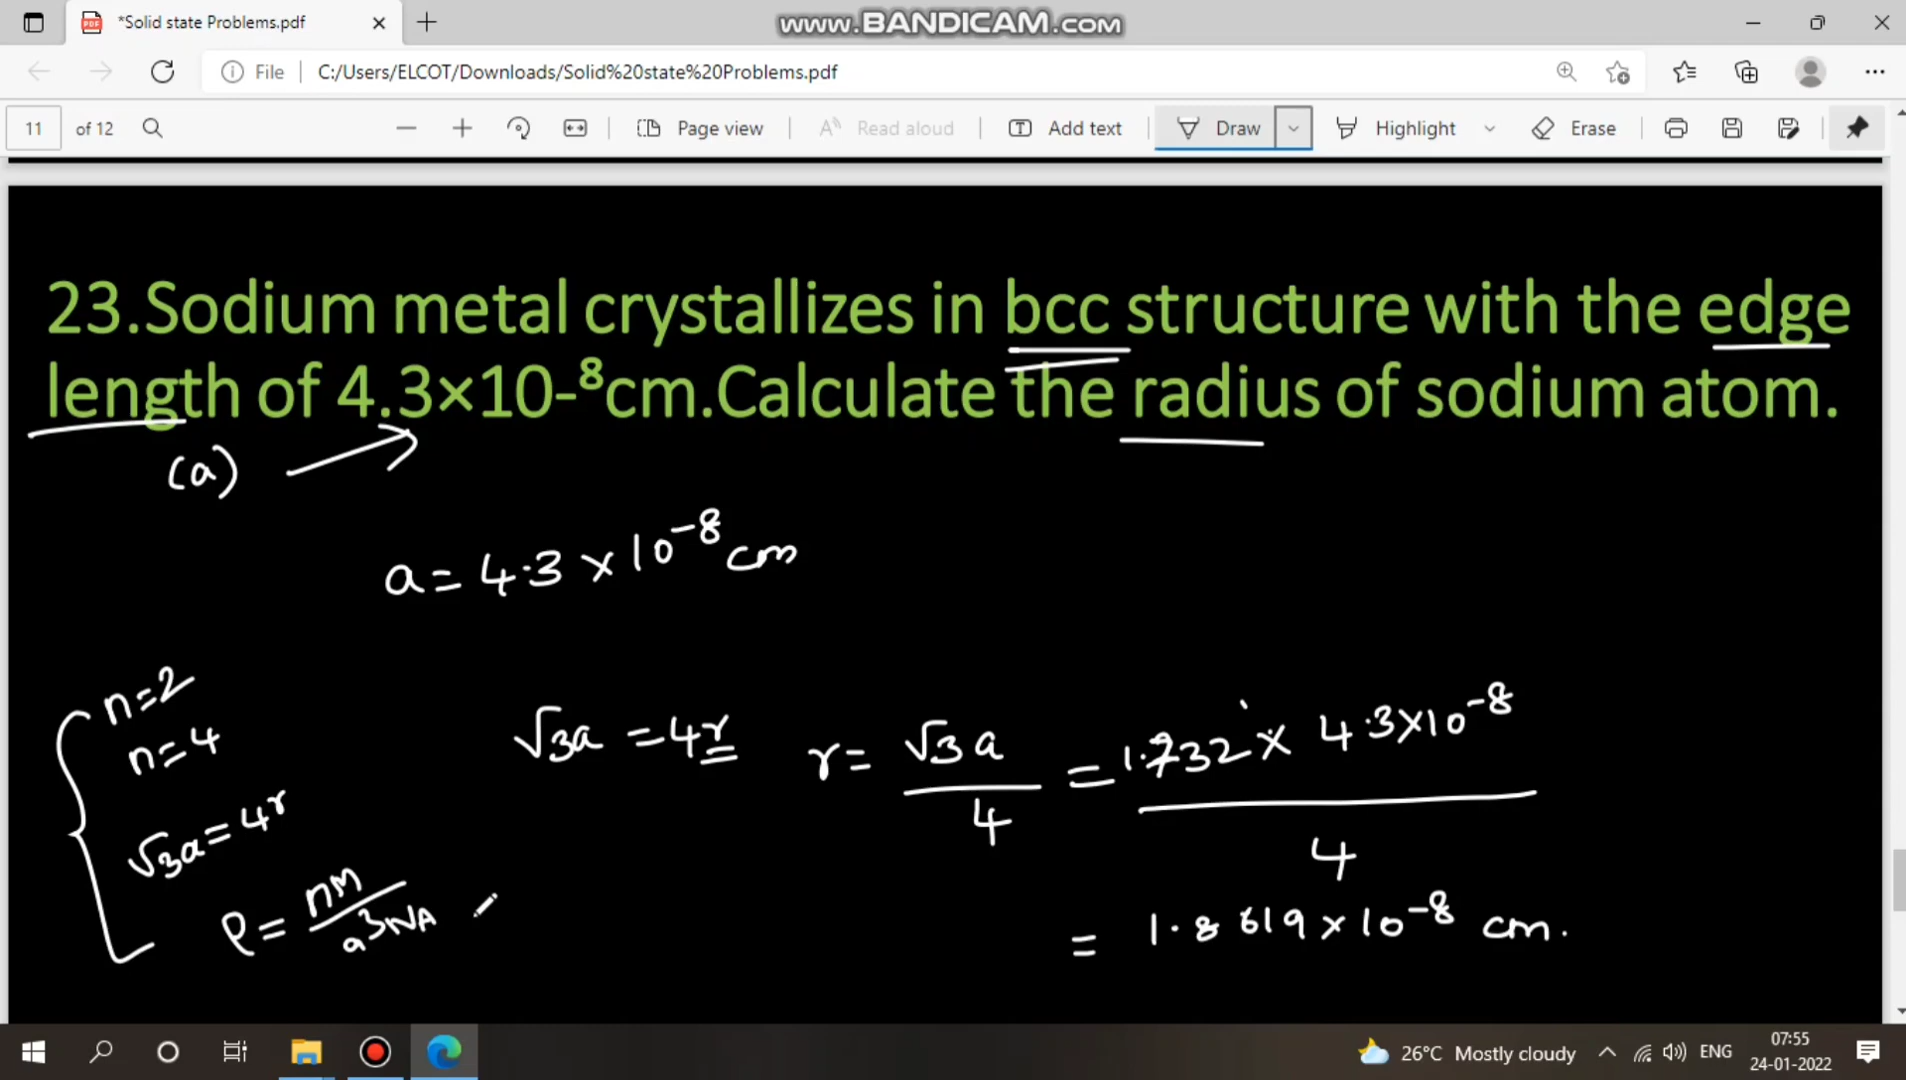 *Solid state Problems.pdf
www.BANDICAM.com
File
C:/Users/ELCOT/Downloads/Solid%20state%20Problems.pdf
11 of 12
Page view
Read aloud
Add text
Draw
Highlight
Erase
23.Sodium metal crystallizes in bcc structure with the edge
length of 4.3×10-⁸cm.Calculate the radius of sodium atom.
(a)
a = 4.3 × 10⁻⁸ cm
n=2
n=4
√3a = 4r
ρ = nM / a³NA
√3a = 4r
r = √3 a / 4 = 1.732 × 4.3×10⁻⁸ / 4
= 1.8619×10⁻⁸ cm.
26°C Mostly cloudy
ENG
07:55
24-01-2022